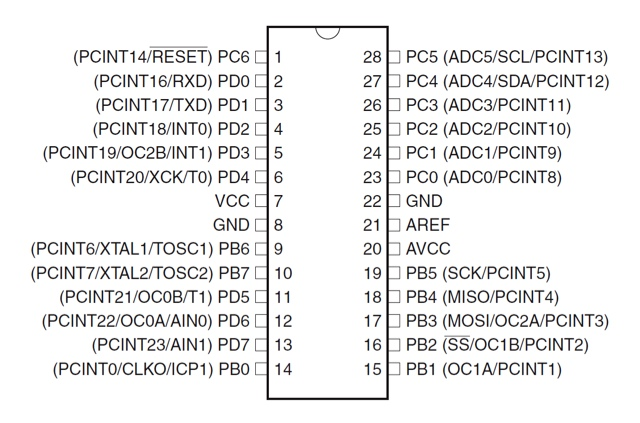 (PCINT14/RESET) PC6 1 28 PC5 (ADC5/SCL/PCINT13)
(PCINT16/RXD) PD0 2 27 PC4 (ADC4/SDA/PCINT12)
(PCINT17/TXD) PD1 3 26 PC3 (ADC3/PCINT11)
(PCINT18/INT0) PD2 4 25 PC2 (ADC2/PCINT10)
(PCINT19/OC2B/INT1) PD3 5 24 PC1 (ADC1/PCINT9)
(PCINT20/XCK/T0) PD4 6 23 PC0 (ADC0/PCINT8)
VCC 7 22 GND
GND 8 21 AREF
(PCINT6/XTAL1/TOSC1) PB6 9 20 AVCC
(PCINT7/XTAL2/TOSC2) PB7 10 19 PB5 (SCK/PCINT5)
(PCINT21/OC0B/T1) PD5 11 18 PB4 (MISO/PCINT4)
(PCINT22/OC0A/AIN0) PD6 12 17 PB3 (MOSI/OC2A/PCINT3)
(PCINT23/AIN1) PD7 13 16 PB2 (SS/OC1B/PCINT2)
(PCINT0/CLKO/ICP1) PB0 14 15 PB1 (OC1A/PCINT1)